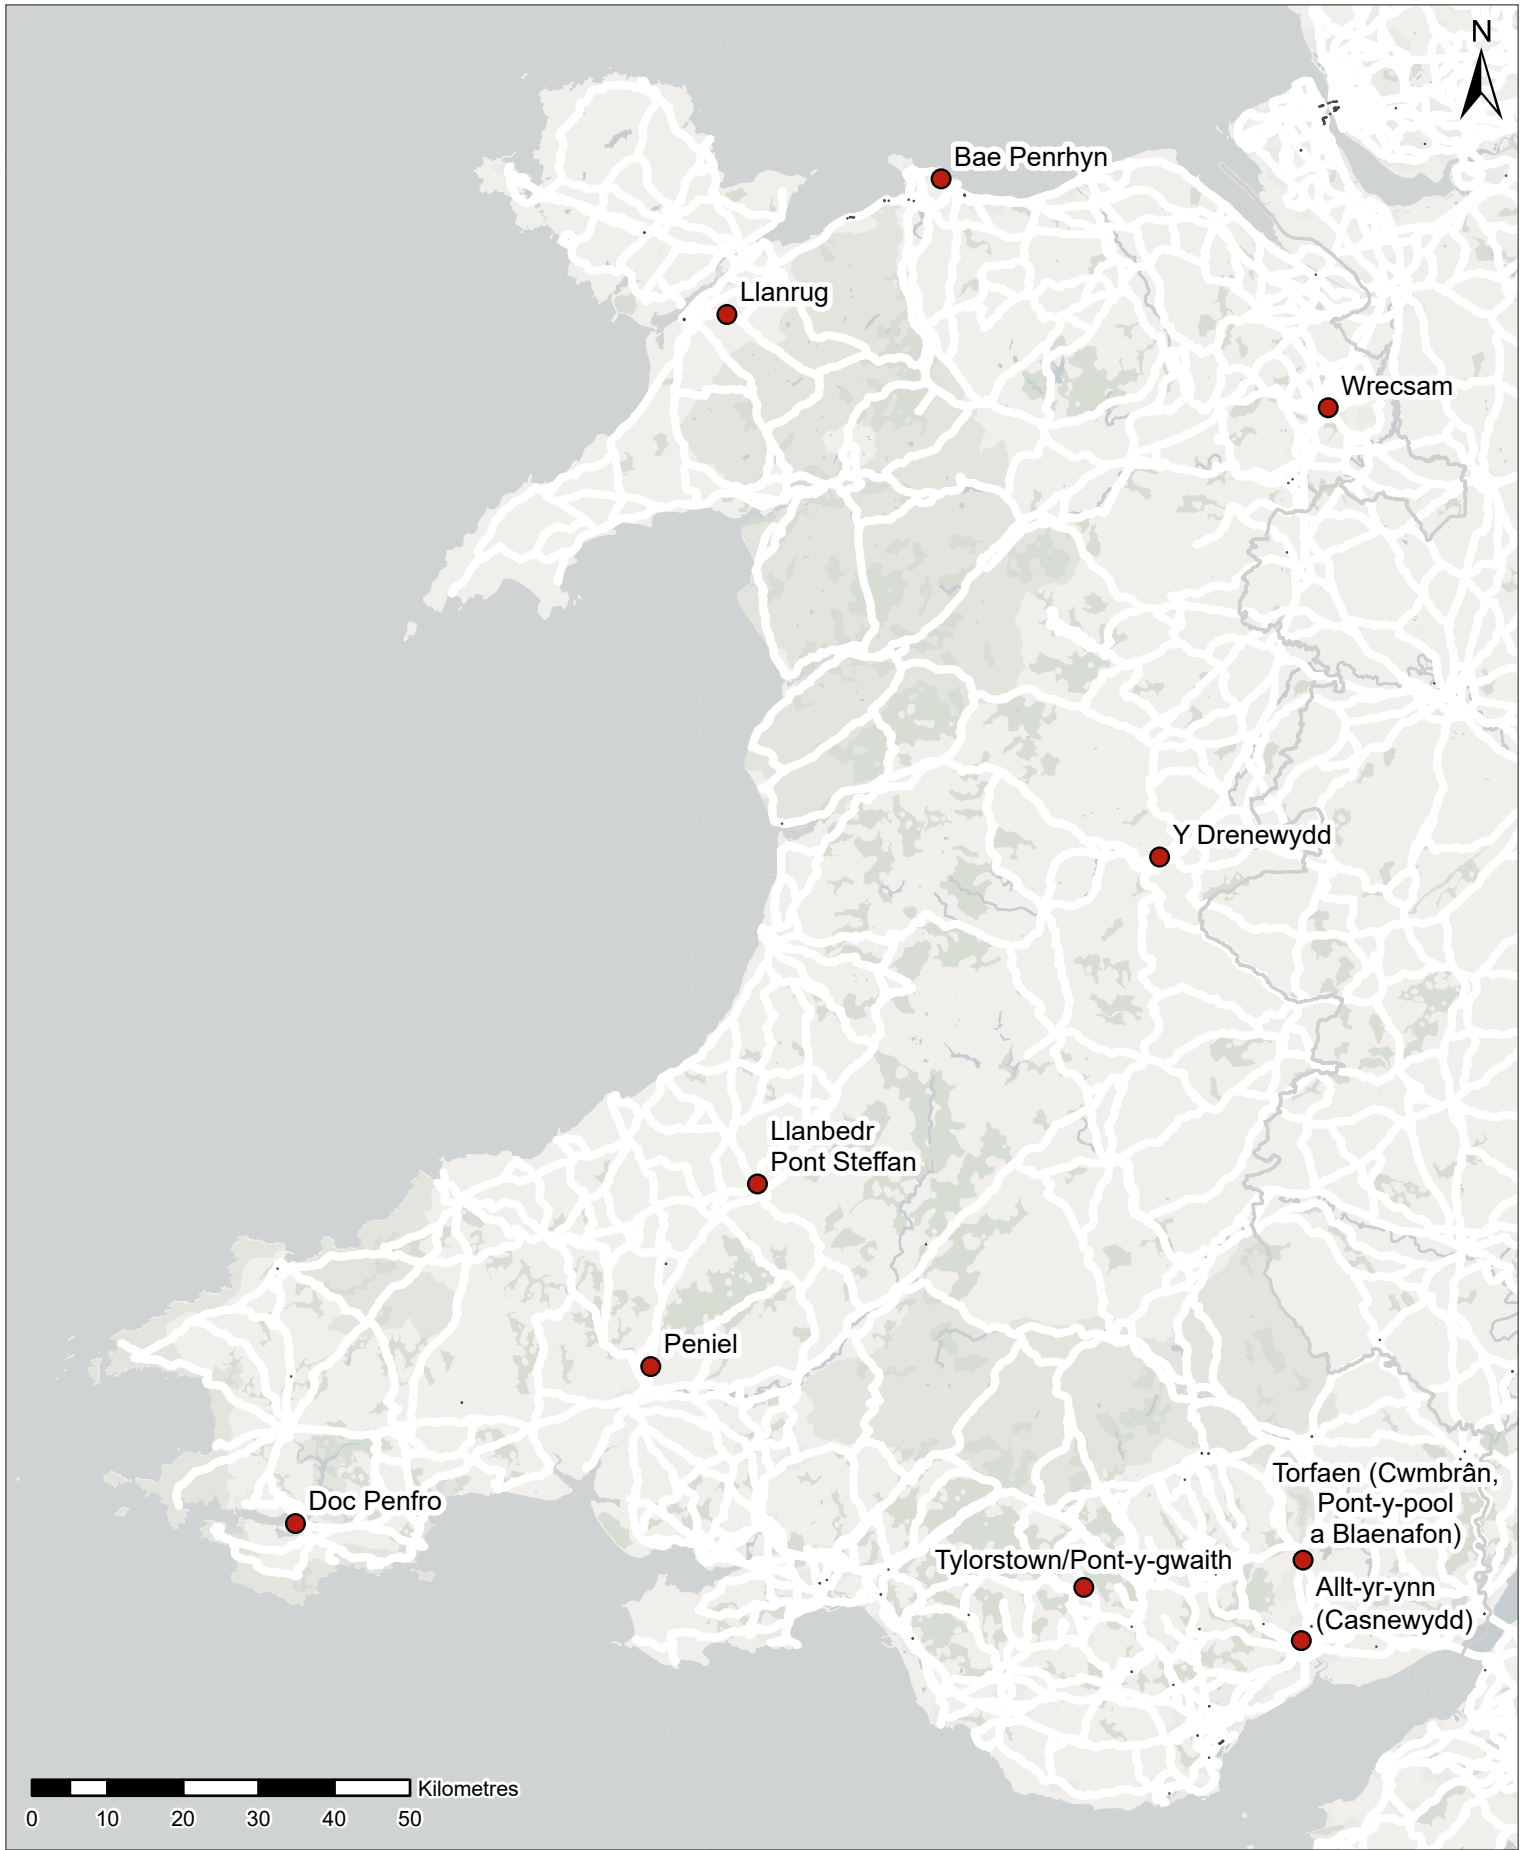 N
Bae Penrhyn
Llanrug
Wrecsam
Y Drenewydd
Llanbedr
Pont Steffan
Peniel
Doc Penfro
Torfaen (Cwmbrân,
Pont-y-pool
a Blaenafon)
Tylorstown/Pont-y-gwaith
Allt-yr-ynn
(Casnewydd)
Kilometres
0 10 20 30 40 50